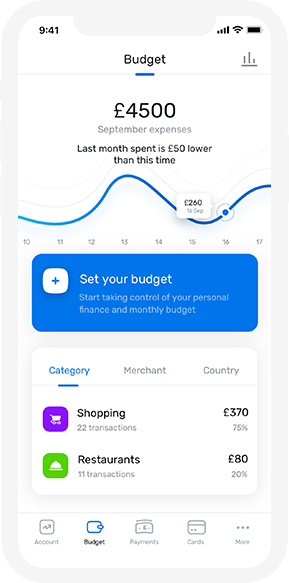 9:41
Budget
£4500
September expenses
Last month spent is £50 lower
than this time
£260
16 Sep
10 11 12 13 14 15 16 17
Set your budget
Start taking control of your personal
finance and monthly budget
Category Merchant Country
Shopping £370
22 transactions 75%
Restaurants £80
11 transactions 20%
£
Account Budget Payments Cards More